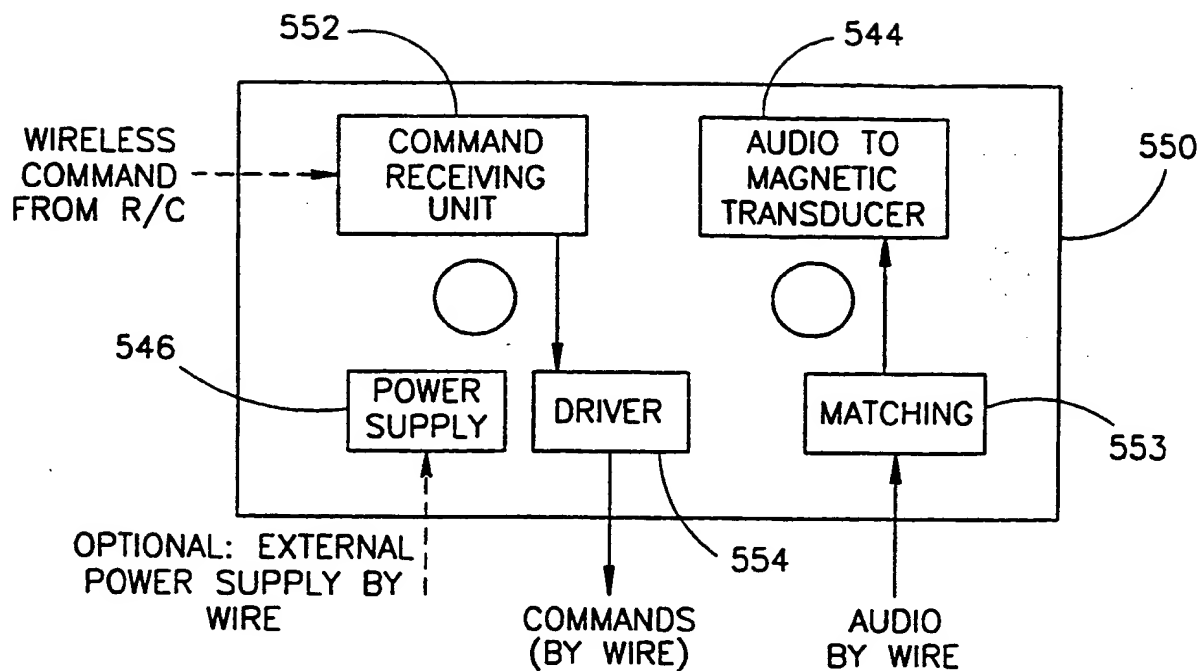 552
544
WIRELESS
COMMAND
FROM R/C
COMMAND
RECEIVING
UNIT
AUDIO TO
MAGNETIC
TRANSDUCER
550
546
POWER
SUPPLY
DRIVER
MATCHING
553
554
OPTIONAL: EXTERNAL
POWER SUPPLY BY
WIRE
COMMANDS
(BY WIRE)
AUDIO
BY WIRE